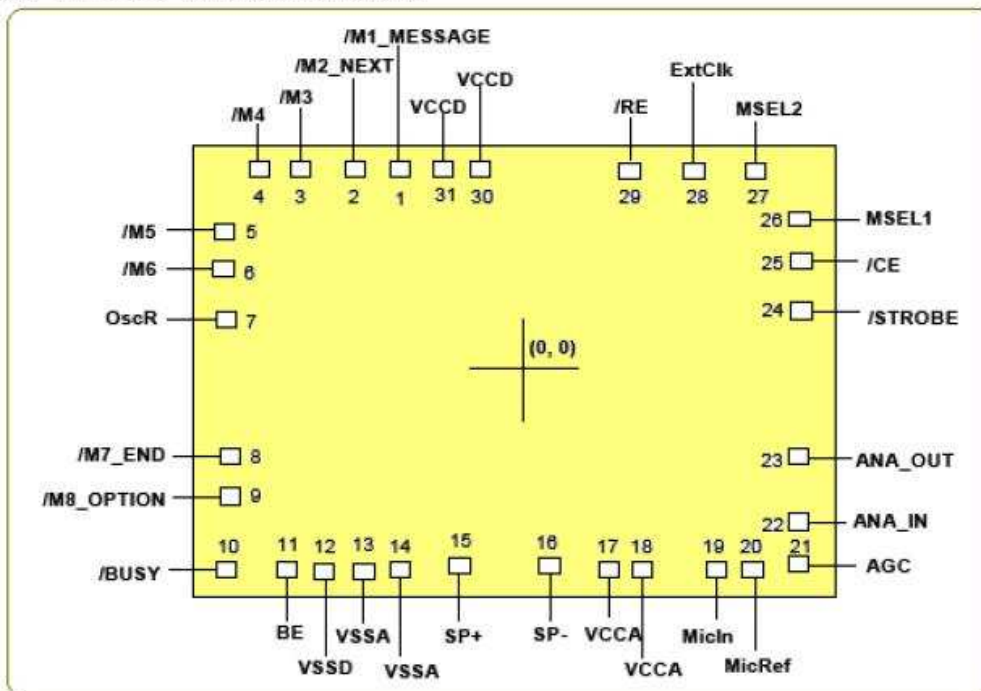 /M1_MESSAGE
/M2_NEXT
/M3
/M4
VCCD
VCCD
/RE
ExtClk
MSEL2
4
3
2
1
31
30
29
28
27
/M5
5
/M6
6
OscR
7
26
MSEL1
25
/CE
24
/STROBE
(0, 0)
/M7_END
8
/M8_OPTION
9
23
ANA_OUT
22
ANA_IN
21
AGC
10
11
12
13
14
15
16
17
18
19
20
/BUSY
BE
VSSD
VSSA
VSSA
SP+
SP-
VCCA
VCCA
MicIn
MicRef